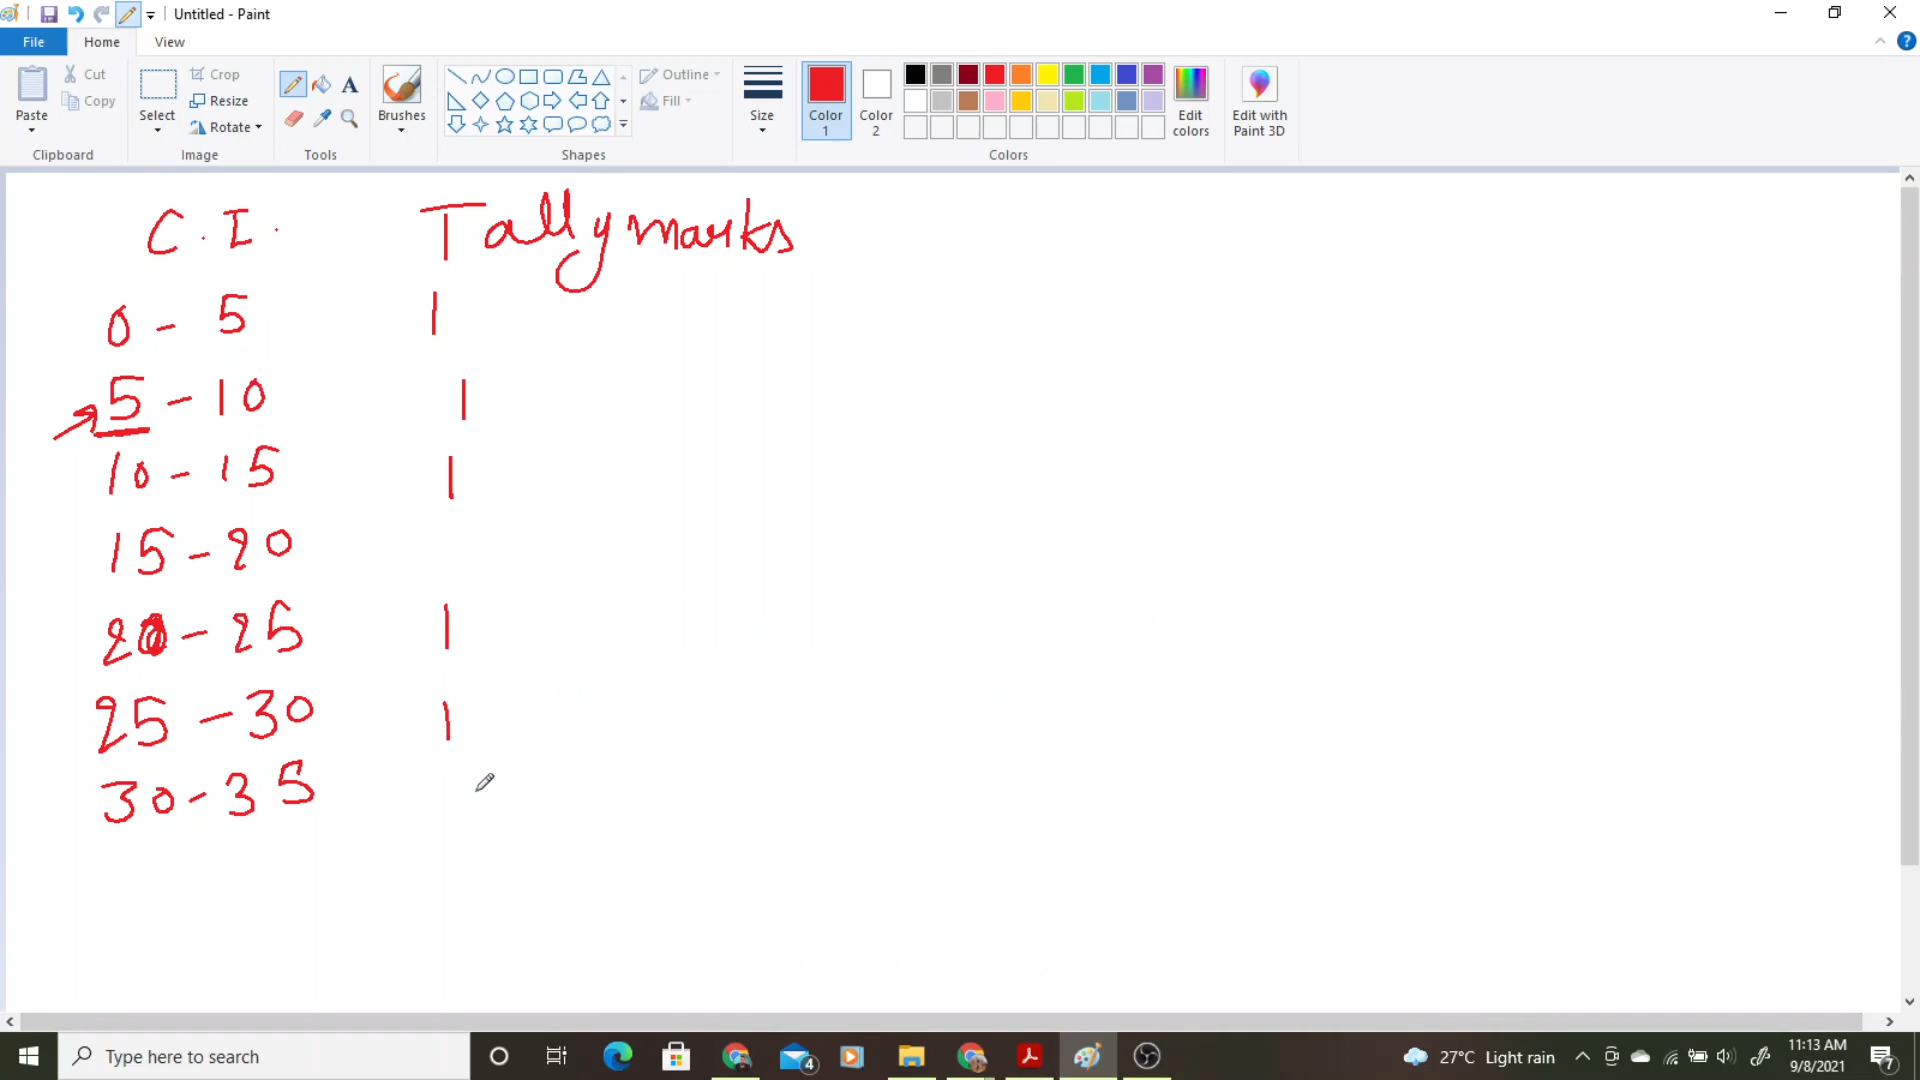 Untitled - Paint
File Home View
Paste Cut Copy Clipboard
Select Crop Resize Rotate Image
Tools
Brushes
Shapes Outline Fill
Size
Color 1 Color 2 Edit colors Colors
Edit with Paint 3D
C.I. Tally marks
0 - 5 |
5 - 10 |
10 - 15 |
15 - 20
20 - 25 |
25 - 30 |
30 - 35
Type here to search 4 27°C Light rain 11:13 AM 9/8/2021 7